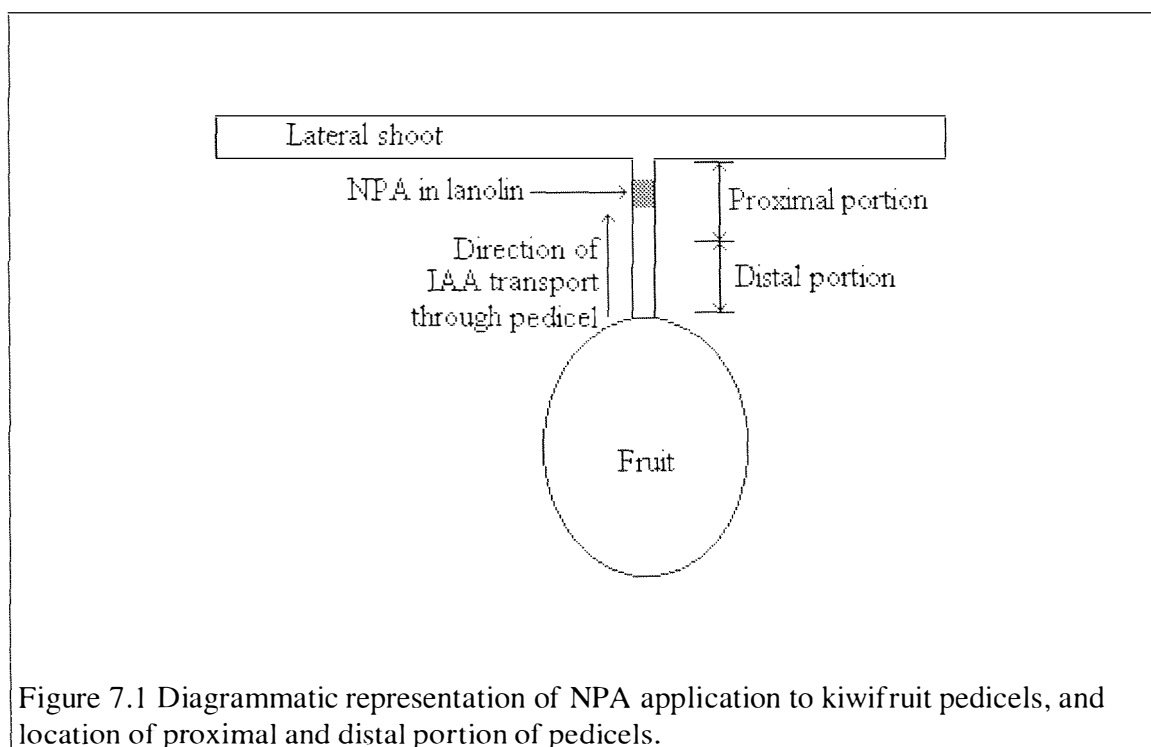 Lateral shoot
NPA in lanolin
Proximal portion
Direction of
IAA transport
through pedicel
Distal portion
Fruit
Figure 7.1 Diagrammatic representation of NPA application to kiwifruit pedicels, and
location of proximal and distal portion of pedicels.